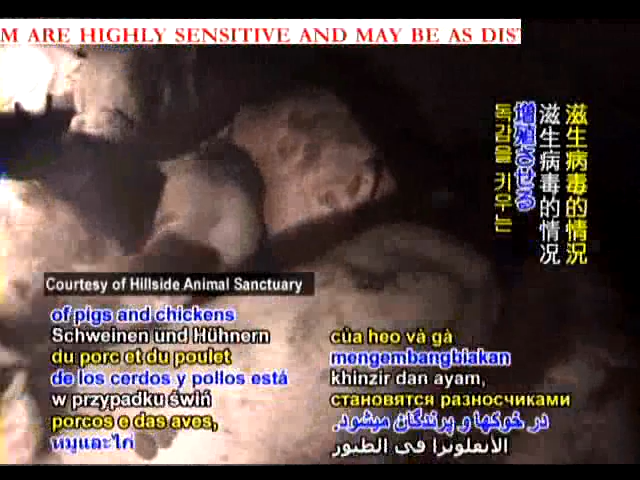 M ARE HIGHLY SENSITIVE AND MAY BE AS DIST
滋生病毒的情況
滋生病毒的情况
增殖させる
독감을 키우는
Courtesy of Hillside Animal Sanctuary
of pigs and chickens
Schweinen und Hühnern
du porc et du poulet
de los cerdos y pollos está
w przypadku świń
porcos e das aves,
หมูและไก่
của heo và gà
mengembangbiakan
khinzir dan ayam,
становятся разносчиками
در خوکها و پرندگان میشود.
الأنفلونزا في الطيور